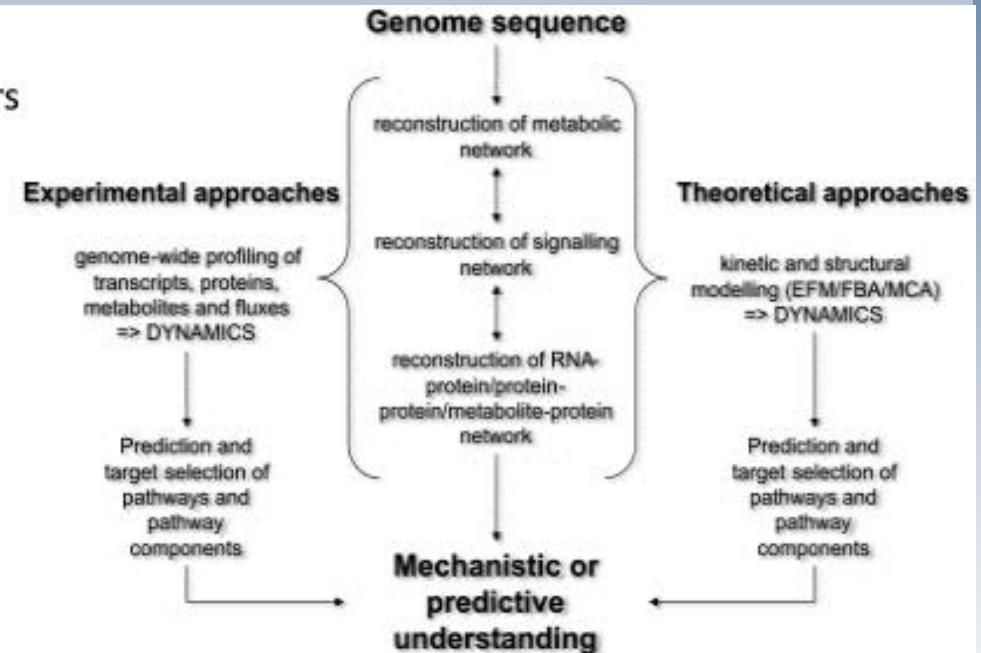 Genome sequence
rs
reconstruction of metabolic
network
Experimental approaches
Theoretical approaches
reconstruction of signalling
network
genome-wide profiling of
transcripts, proteins,
metabolites and fluxes
=> DYNAMICS
kinetic and structural
modelling (EFM/FBA/MCA)
=> DYNAMICS
reconstruction of RNA-
protein/protein-
protein/metabolite-protein
network
Prediction and
target selection of
pathways and
pathway
components
Prediction and
target selection of
pathways and
pathway
components
Mechanistic or
predictive
understanding